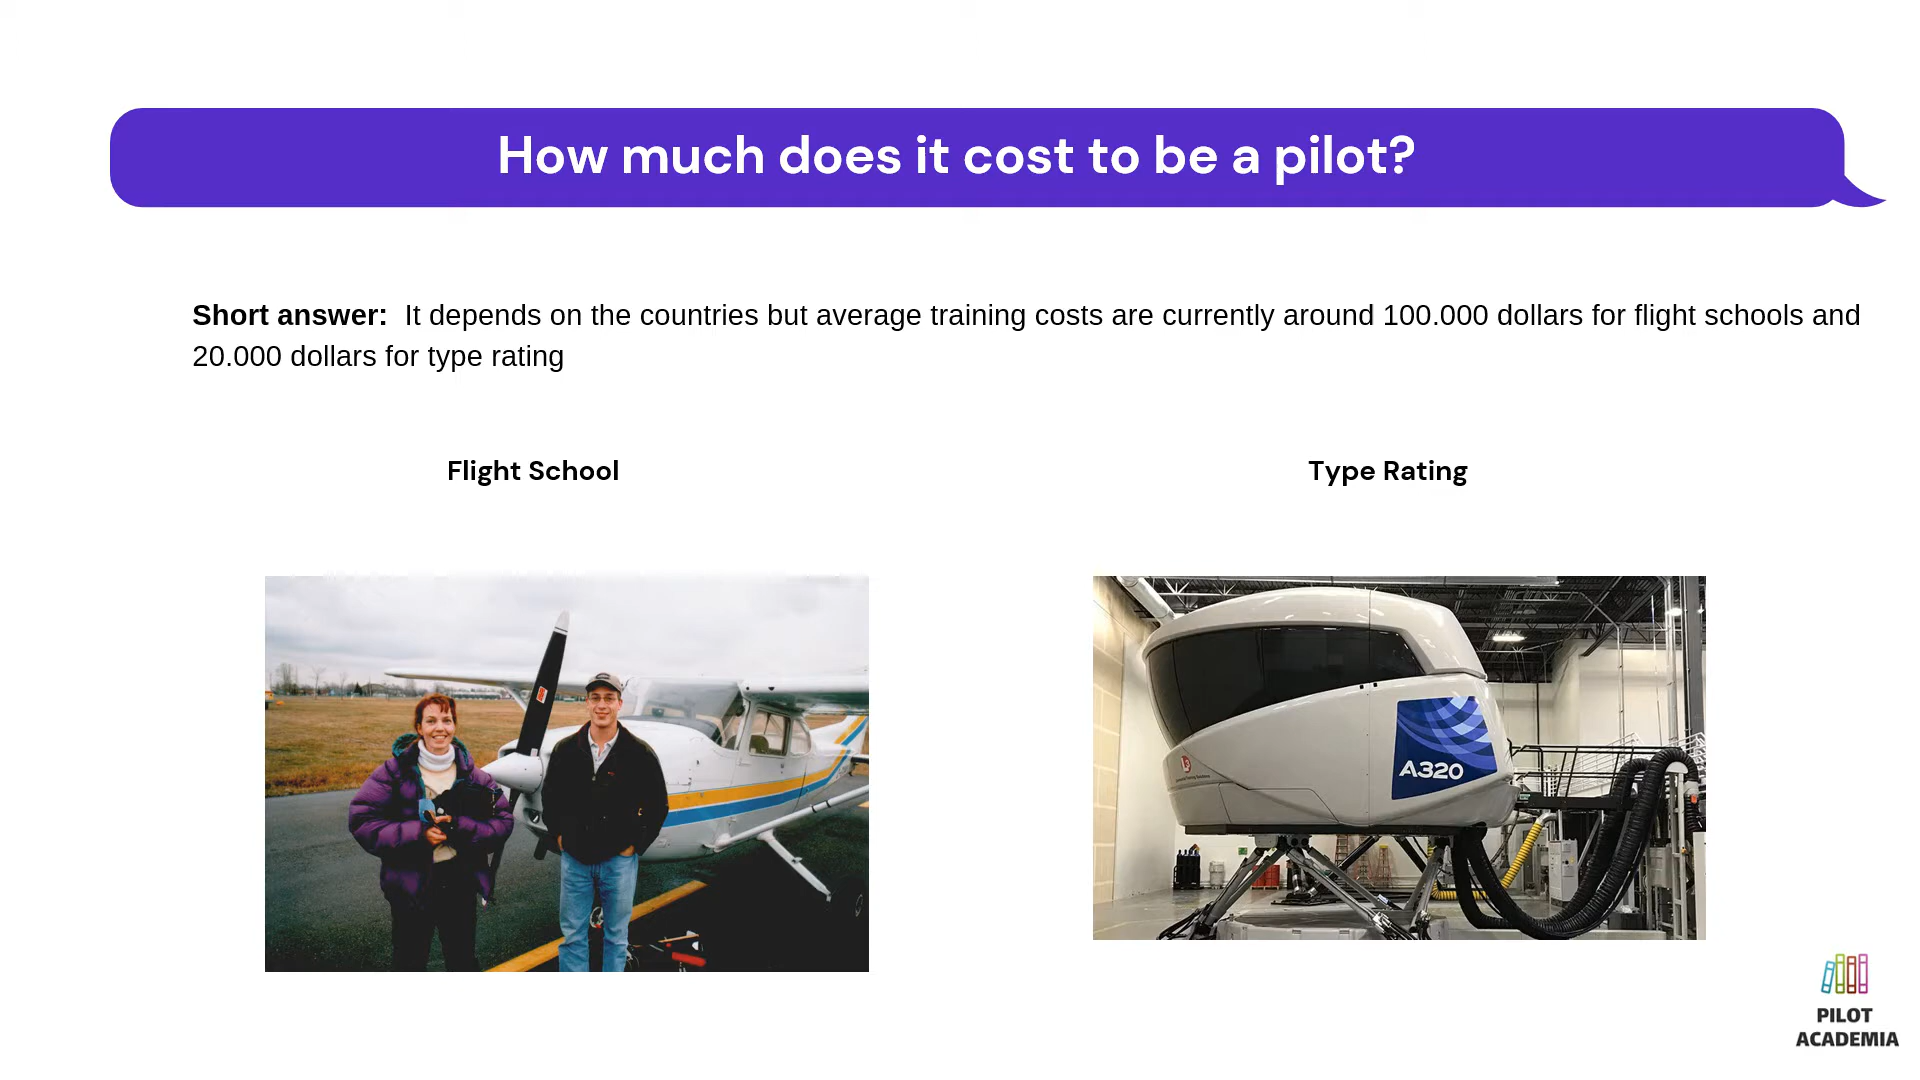 How much does it cost to be a pilot?
Short answer: It depends on the countries but average training costs are currently around 100.000 dollars for flight schools and
20.000 dollars for type rating
Flight School
Type Rating
A320
PILOT
ACADEMIA